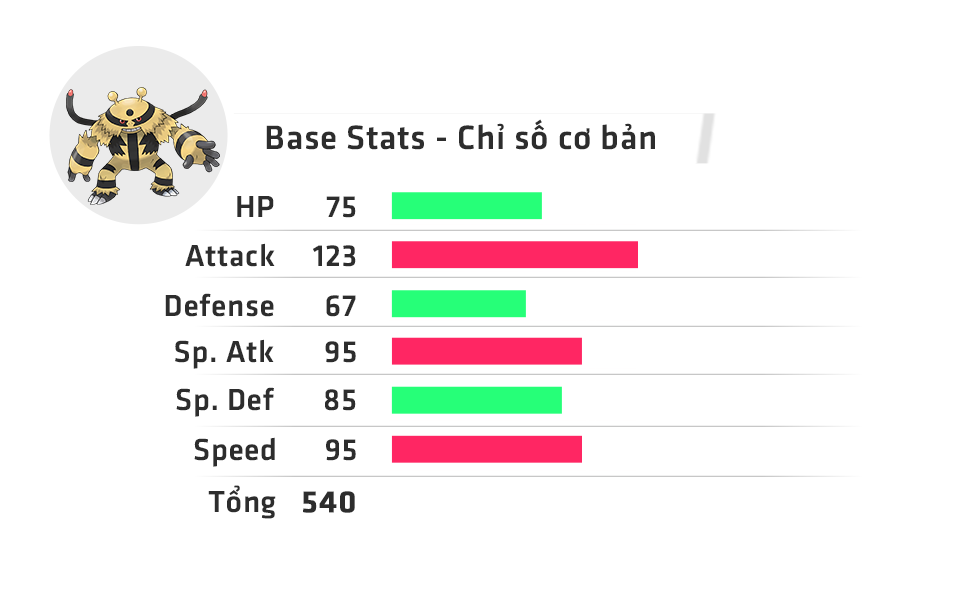 Base Stats - Chỉ số cơ bản
HP 75
Attack 123
Defense 67
Sp. Atk 95
Sp. Def 85
Speed 95
Tổng 540